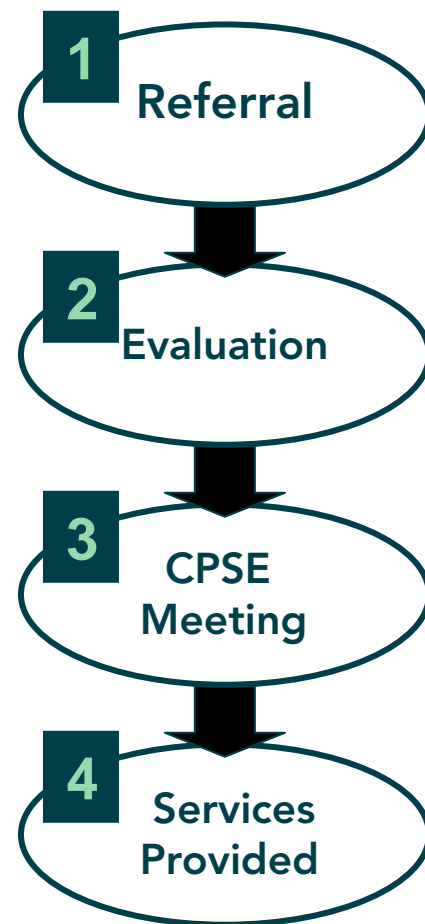 1
Referral
2
Evaluation
3
CPSE
Meeting
4
Services
Provided